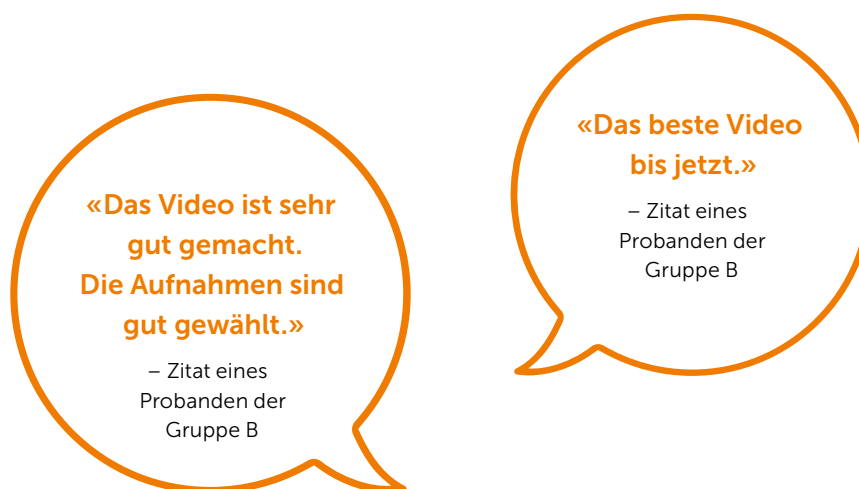 «Das Video ist sehr
gut gemacht.
Die Aufnahmen sind
gut gewählt.»
– Zitat eines
Probanden der
Gruppe B
«Das beste Video
bis jetzt.»
– Zitat eines
Probanden der
Gruppe B